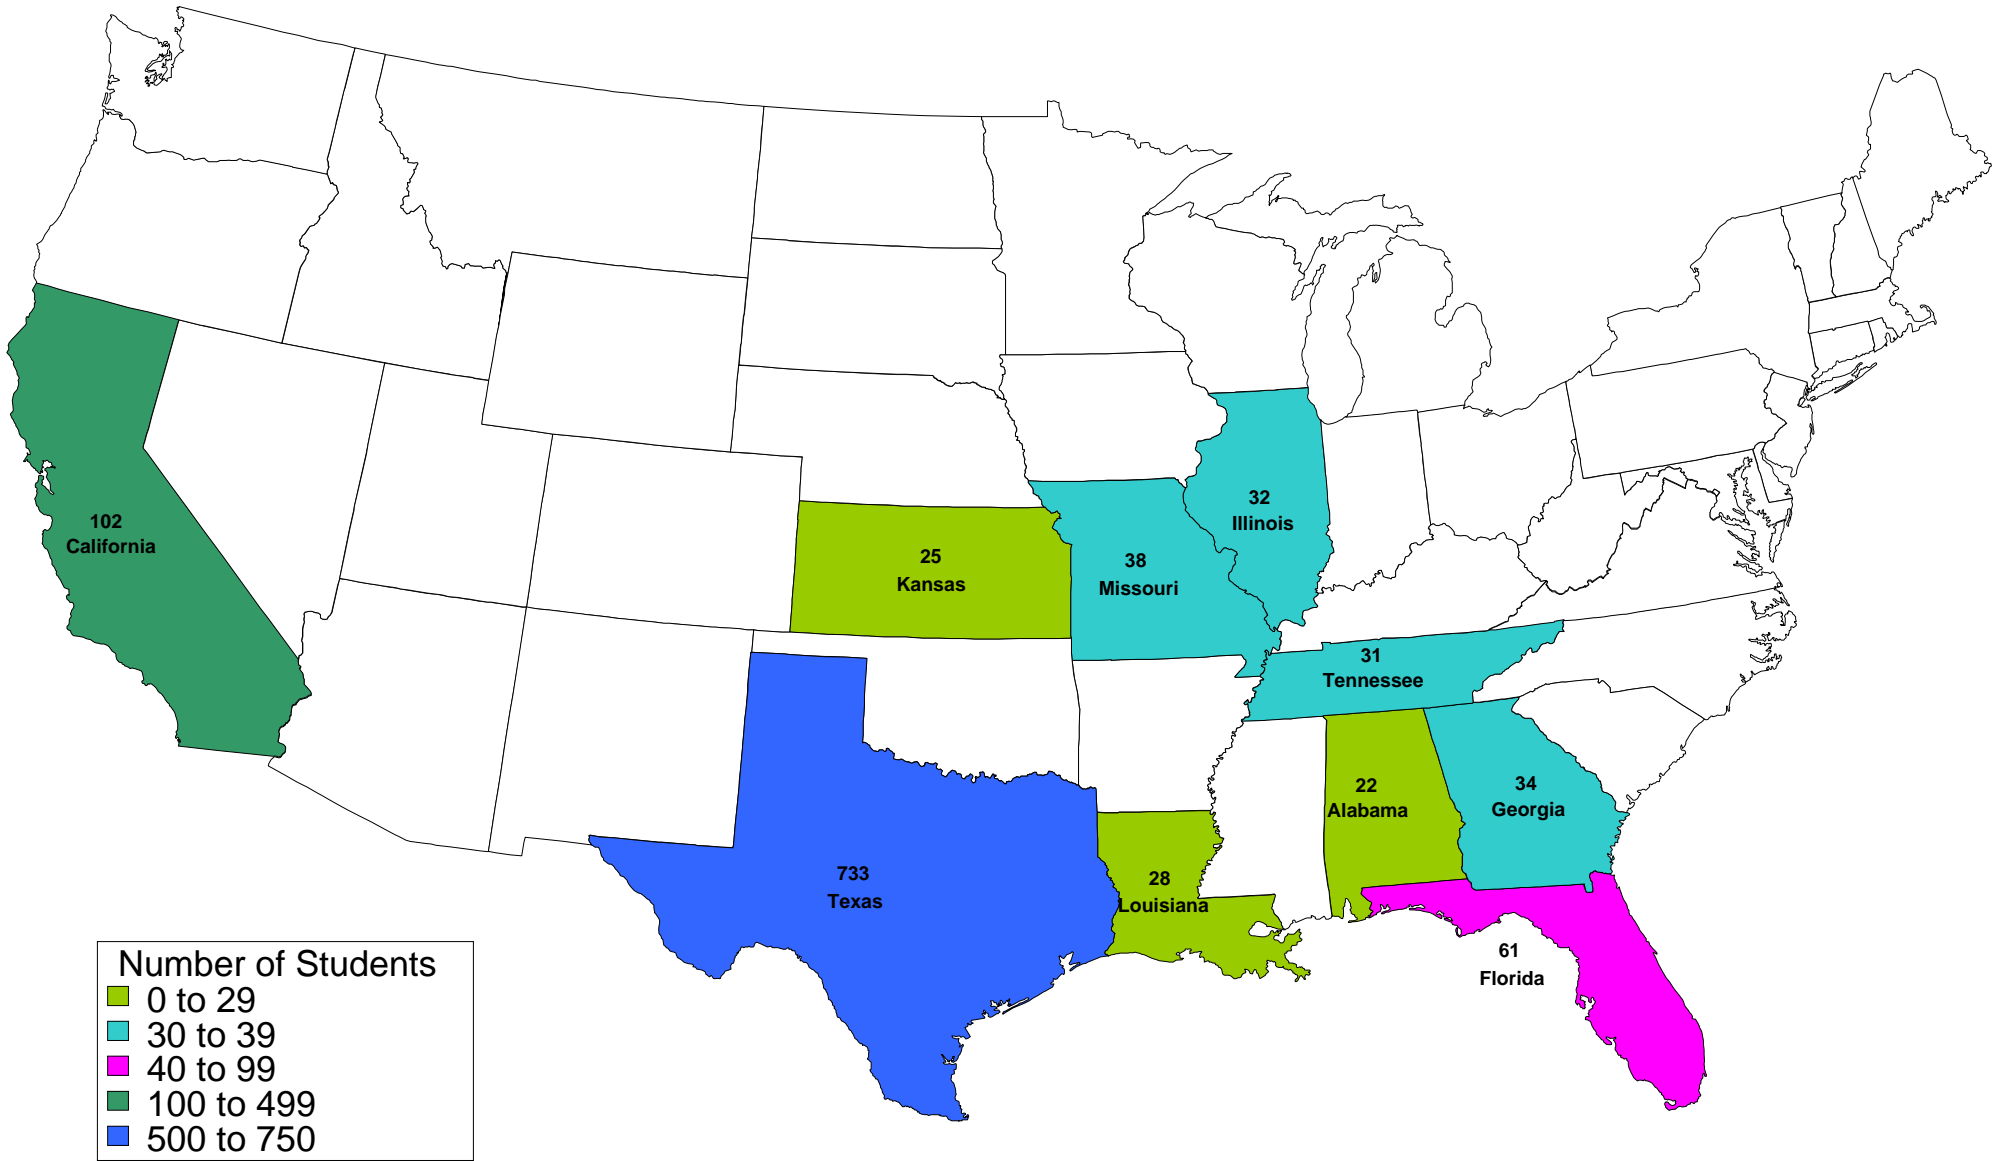 32
Illinois
102
California
25
Kansas
38
Missouri
31
Tennessee
22
Alabama
34
Georgia
733
Texas
28
Louisiana
61
Florida
Number of Students
0 to 29
30 to 39
40 to 99
100 to 499
500 to 750